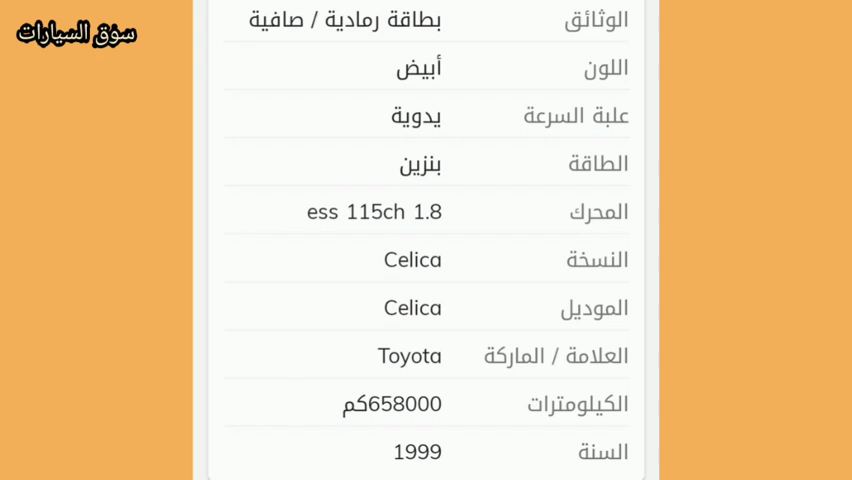 سوق السيارات
الوثائق بطاقة رمادية / صافية
اللون أبيض
علبة السرعة يدوية
الطاقة بنزين
المحرك 1.8 ess 115ch
النسخة Celica
الموديل Celica
العلامة / الماركة Toyota
الكيلومترات 658000كم
السنة 1999